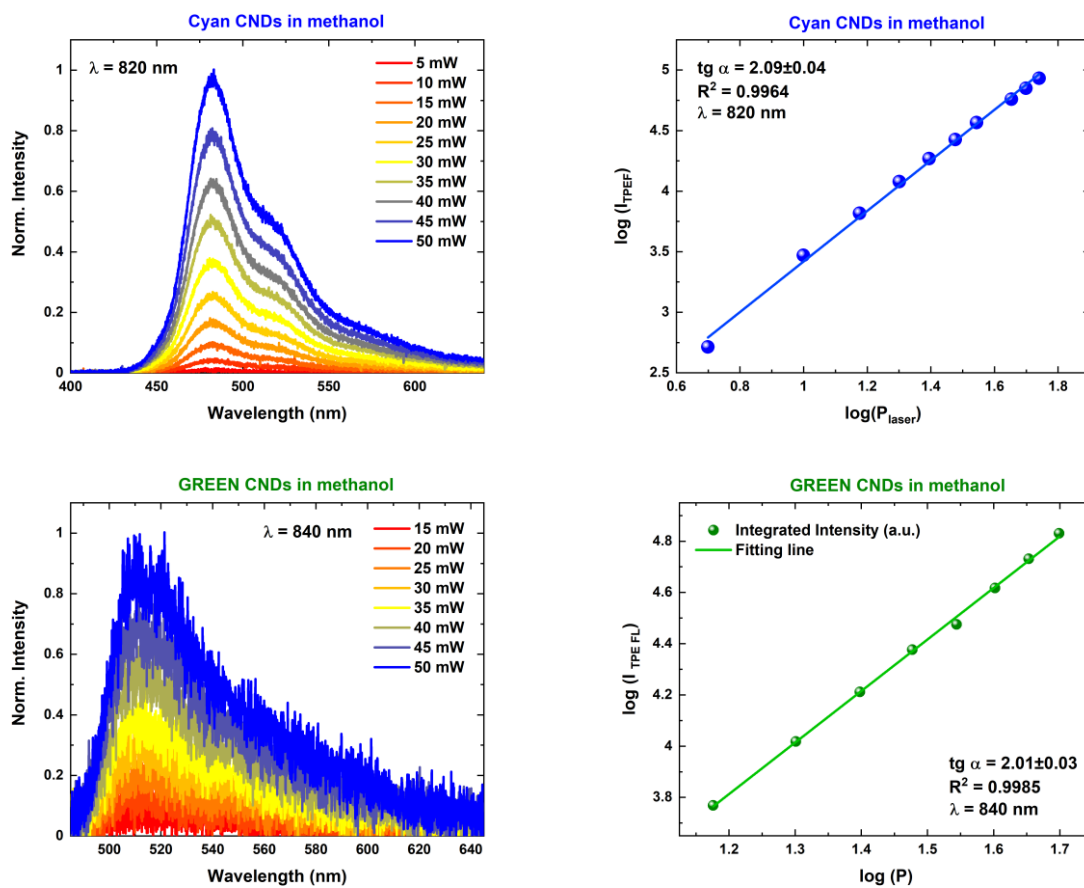 Cyan CNDs in methanol
λ = 820 nm
5 mW
10 mW
15 mW
20 mW
25 mW
30 mW
35 mW
40 mW
45 mW
50 mW
Norm. Intensity
1
0.8
0.6
0.4
0.2
0
400 450 500 550 600
Wavelength (nm)
Cyan CNDs in methanol
tg α = 2.09±0.04
R² = 0.9964
λ = 820 nm
log (I_TPEF)
5
4.5
4
3.5
3
2.5
0.6 0.8 1 1.2 1.4 1.6 1.8
log(P_laser)
GREEN CNDs in methanol
λ = 840 nm
15 mW
20 mW
25 mW
30 mW
35 mW
40 mW
45 mW
50 mW
Norm. Intensity
1
0.8
0.6
0.4
0.2
0
500 520 540 560 580 600 620 640
Wavelength (nm)
GREEN CNDs in methanol
Integrated Intensity (a.u.)
Fitting line
log (I_TPE FL)
4.8
4.6
4.4
4.2
4
3.8
tg α = 2.01±0.03
R² = 0.9985
λ = 840 nm
1.2 1.3 1.4 1.5 1.6 1.7
log (P)